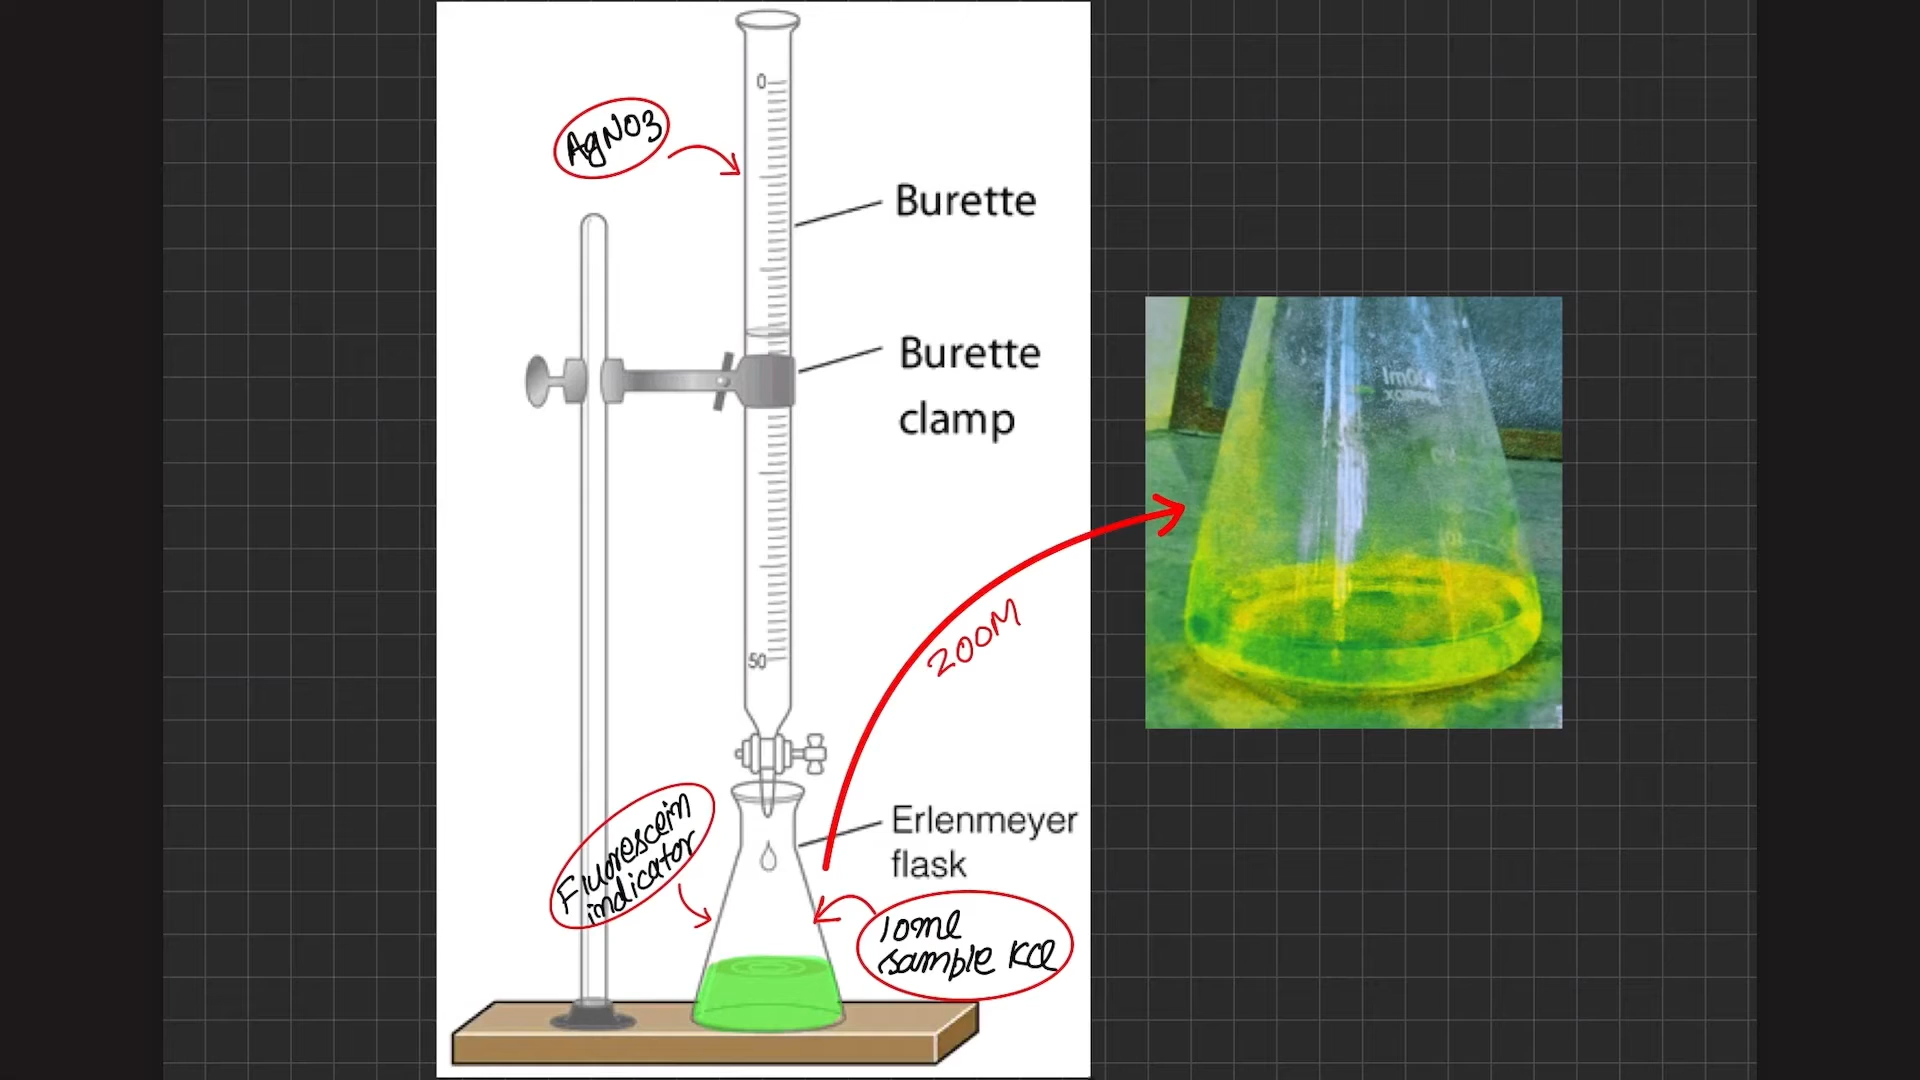 0
AgNO3
Burette
Burette
clamp
50
ZOOM
Fluorescein
indicator
Erlenmeyer
flask
10ml
sample KCl